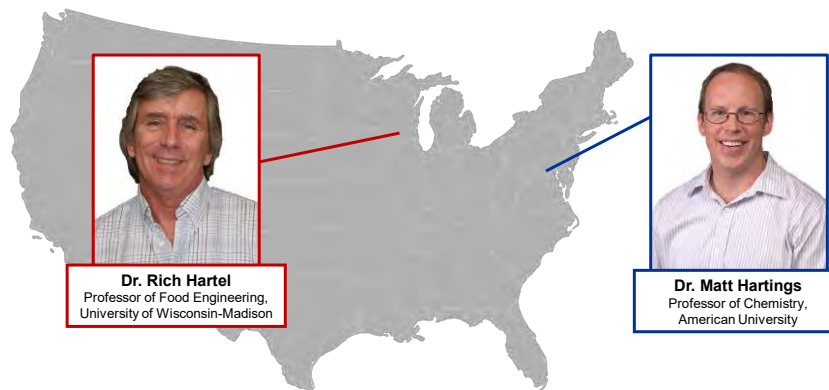 Dr. Rich Hartel
Professor of Food Engineering,
University of Wisconsin-Madison
Dr. Matt Hartings
Professor of Chemistry,
American University